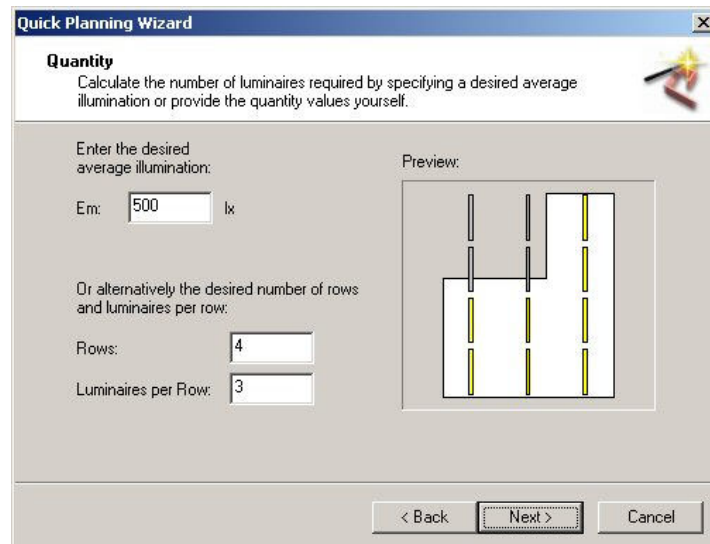 Quick Planning Wizard
Quantity
Calculate the number of luminaires required by specifying a desired average
illumination or provide the quantity values yourself.
Enter the desired
average illumination:
Em: 500 lx
Preview:
Or alternatively the desired number of rows
and luminaires per row:
Rows: 4
Luminaires per Row: 3
< Back Next > Cancel